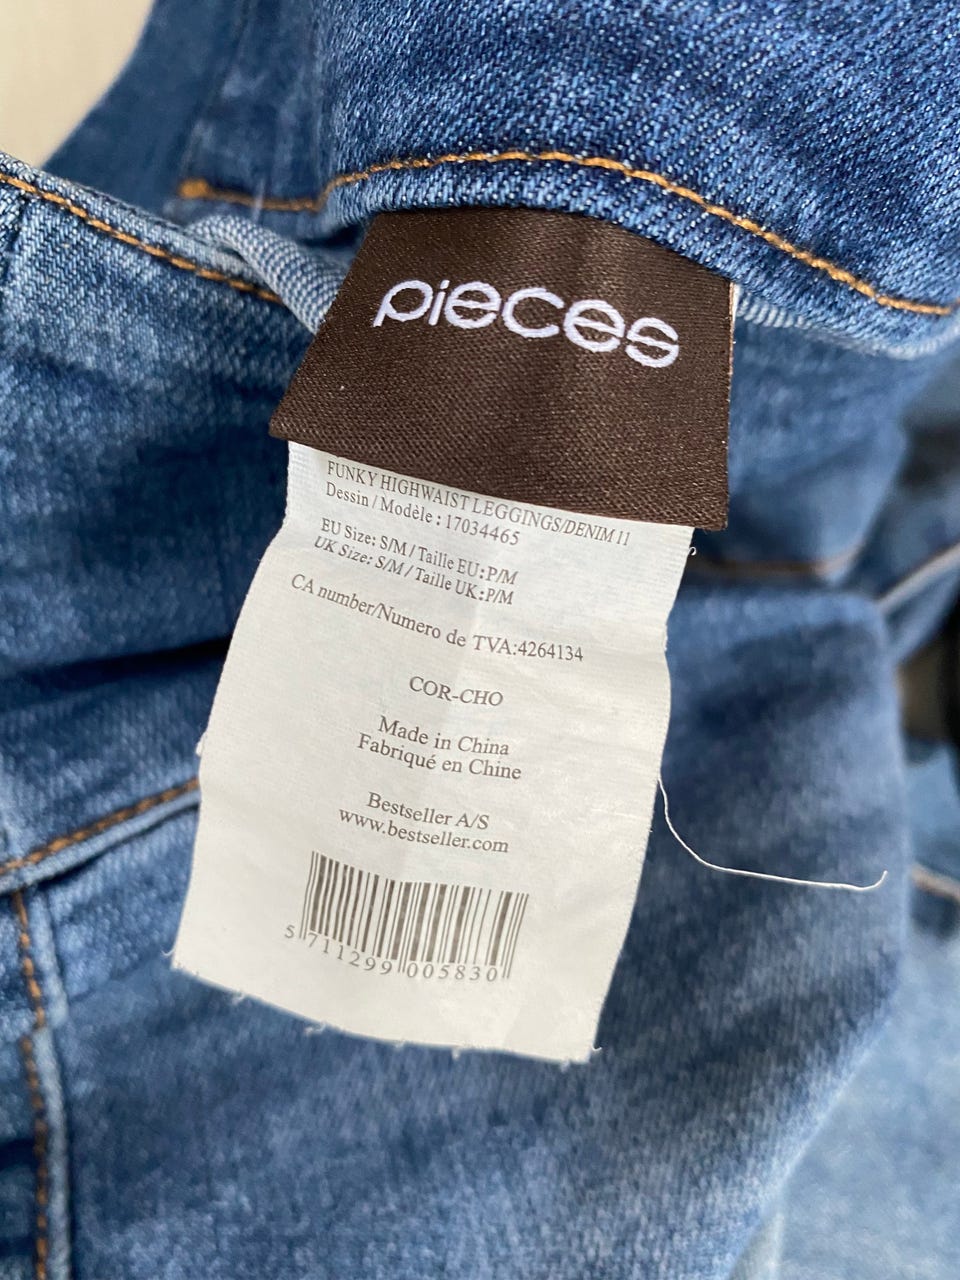 pieces
FUNKY HIGHWAIST LEGGINGS/DENIM 11
Dessin / Modèle : 17034465
EU Size: S/M / Taille EU:P/M
UK Size: S/M / Taille UK:P/M
CA number/Numero de TVA:4264134
COR-CHO
Made in China
Fabriqué en Chine
Bestseller A/S
www.bestseller.com
5 711299 005830